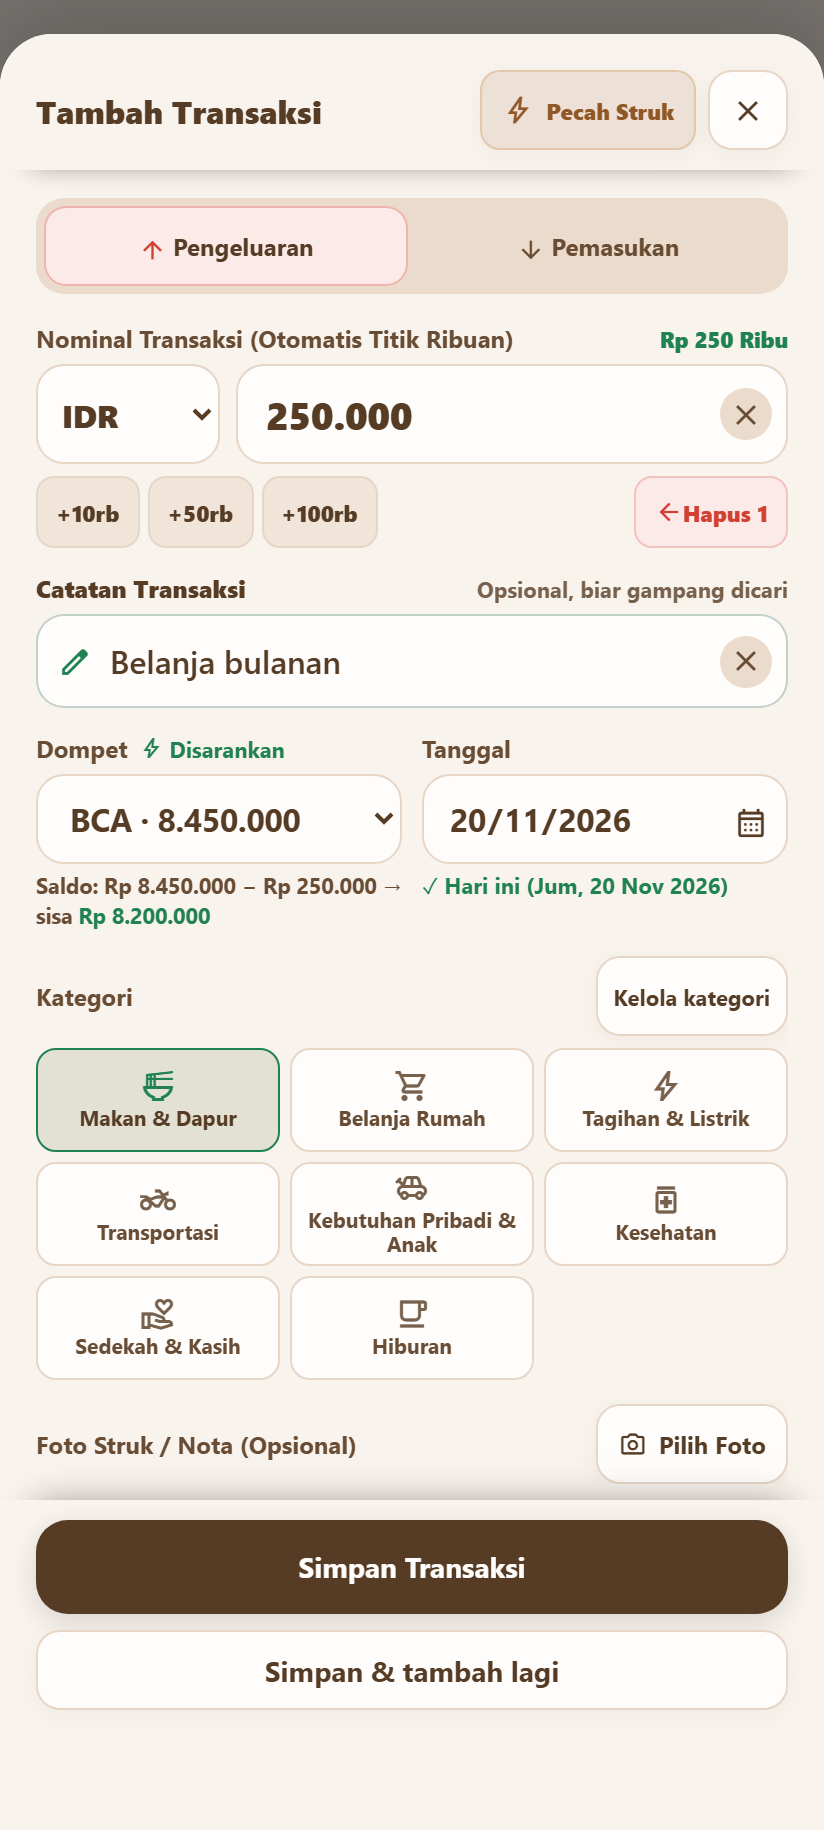 Tambah Transaksi
Pecah Struk
Pengeluaran
Pemasukan
Nominal Transaksi (Otomatis Titik Ribuan)
Rp 250 Ribu
IDR
250.000
+10rb
+50rb
+100rb
←Hapus 1
Catatan Transaksi
Opsional, biar gampang dicari
Belanja bulanan
Dompet
Disarankan
Tanggal
BCA · 8.450.000
20/11/2026
Saldo: Rp 8.450.000 − Rp 250.000 →
sisa Rp 8.200.000
✓ Hari ini (Jum, 20 Nov 2026)
Kategori
Kelola kategori
Makan & Dapur
Belanja Rumah
Tagihan & Listrik
Transportasi
Kebutuhan Pribadi &
Anak
Kesehatan
Sedekah & Kasih
Hiburan
Foto Struk / Nota (Opsional)
Pilih Foto
Simpan Transaksi
Simpan & tambah lagi